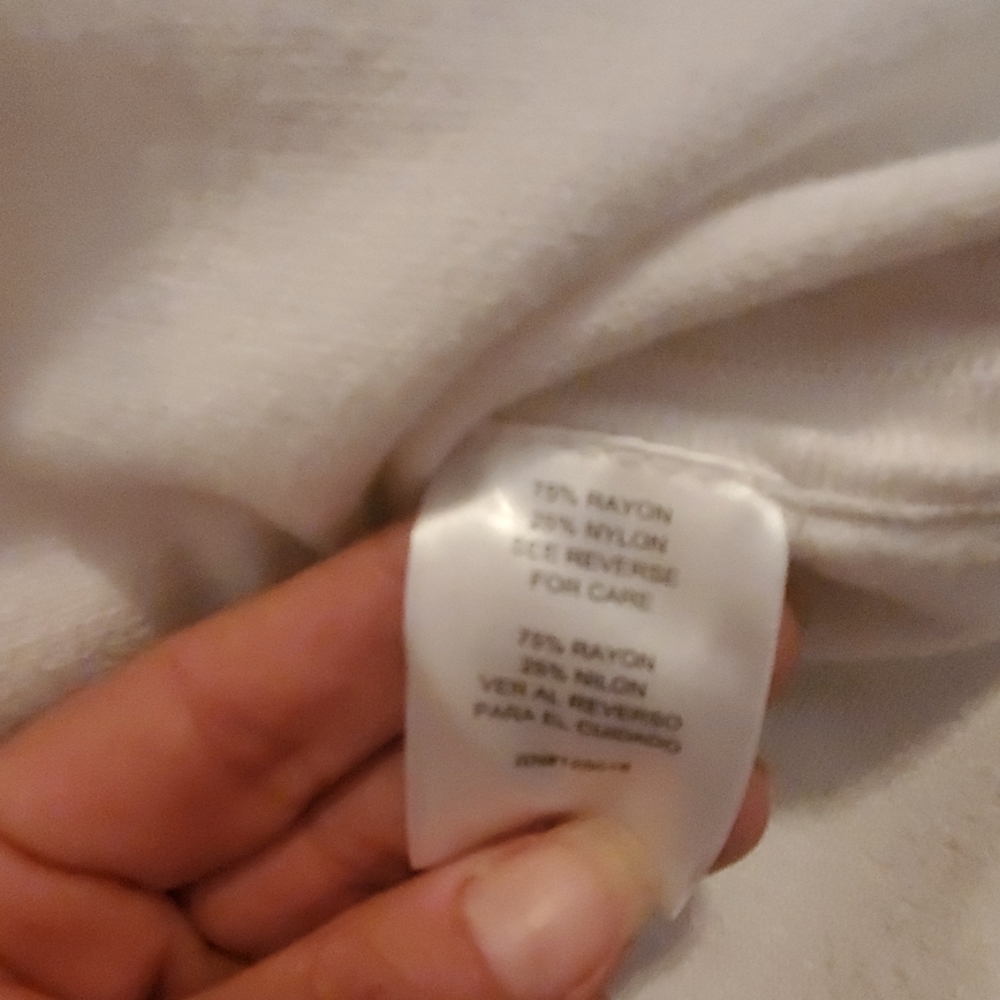 75% RAYON
25% NYLON
SEE REVERSE
FOR CARE
75% RAYON
25% NILON
VER AL REVERSO
PARA EL CUIDADO